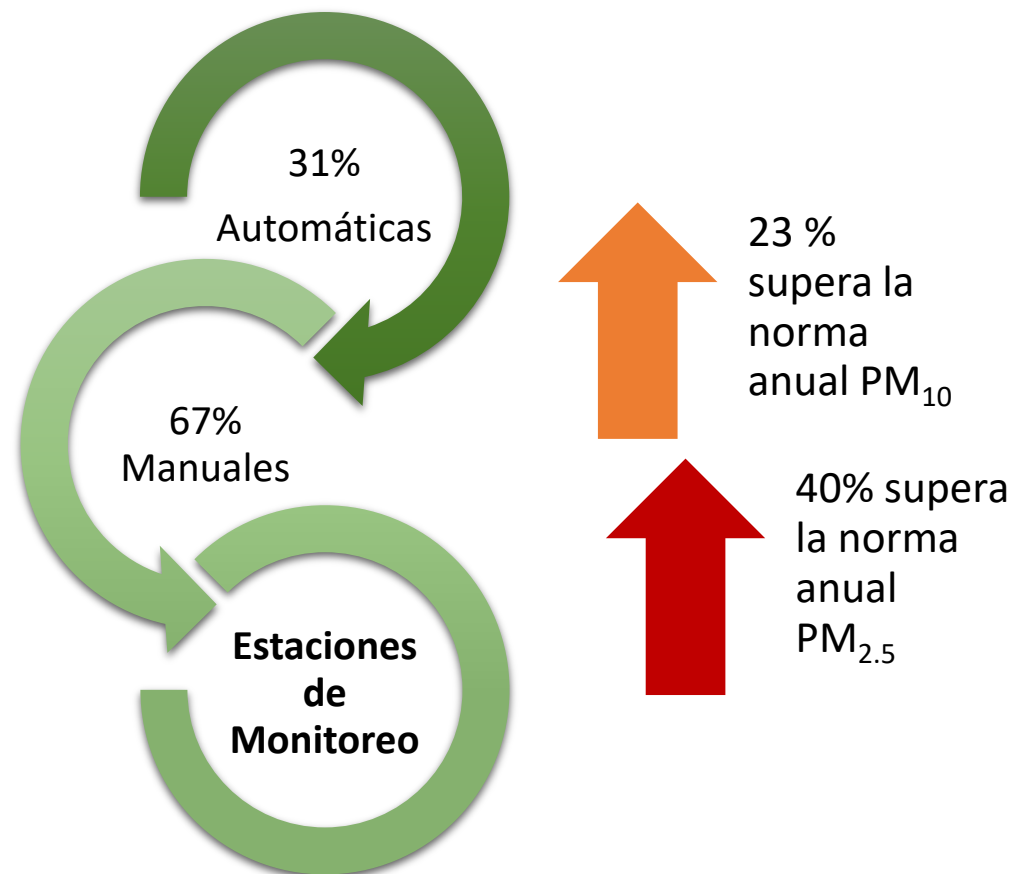 31%
Automáticas
67%
Manuales
Estaciones
de
Monitoreo
23 %
supera la
norma
anual PM₁₀
40% supera
la norma
anual
PM₂.₅